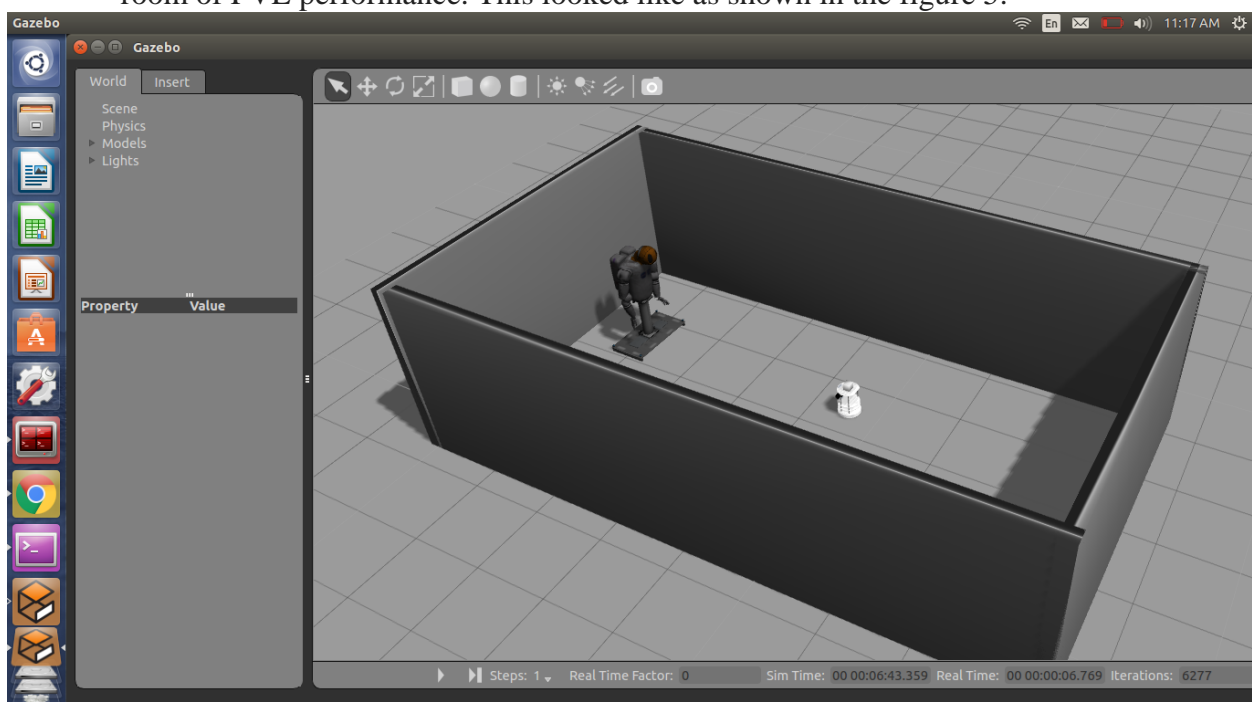 room of PVE performance. This looked like as shown in the figure 3.
Gazebo En 11:17 AM
Gazebo
World Insert
Scene
Physics
Models
Lights
Property Value
Steps: 1 Real Time Factor: 0 Sim Time: 00 00:06:43.359 Real Time: 00 00:00:06.769 Iterations: 6277